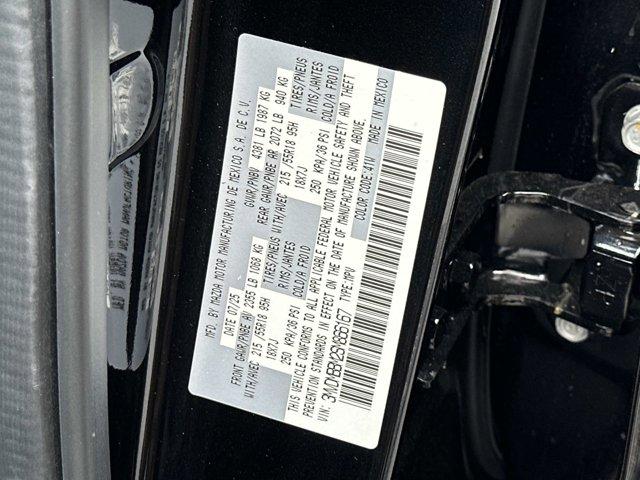 MFD. BY MAZDA MOTOR MANUFACTURING DE MEXICO S.A. DE C.V.
DATE 07/25 GVWR/PNBV 4381 LB 1987 KG
FRONT GAWR/PNBE AV 2355 LB 1068 KG REAR GAWR/PNBE AR 2072 LB 940 KG
WITH/AVEC 215/55R18 95H TIRES/PNEUS WITH/AVEC 215/55R18 95H TIRES/PNEUS
18X7J RIMS/JANTES 18X7J RIMS/JANTES
250 KPA/36 PSI COLD/A FROID 250 KPA/36 PSI COLD/A FROID
THIS VEHICLE CONFORMS TO ALL APPLICABLE FEDERAL MOTOR VEHICLE SAFETY AND THEFT
PREVENTION STANDARDS IN EFFECT ON THE DATE OF MANUFACTURE SHOWN ABOVE.
VIN: TYPE:MPV COLOR/CODE:41W MADE IN MEXICO